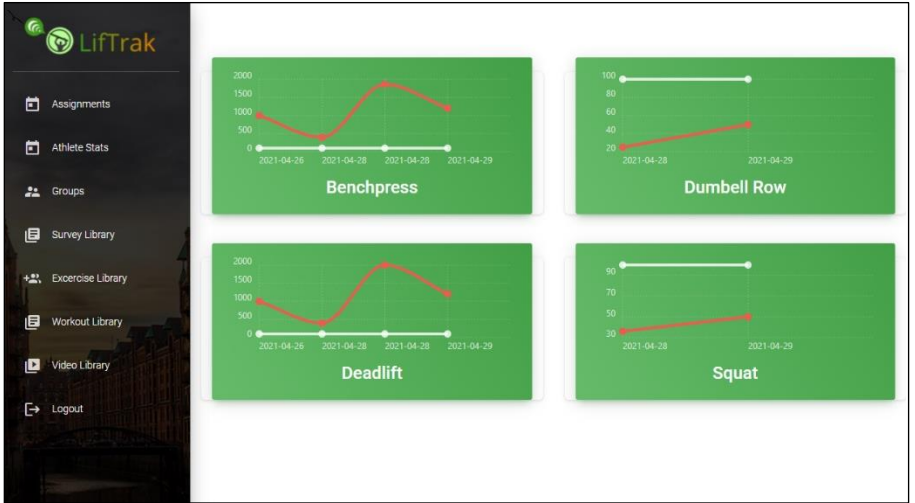 LifTrak
Assignments
Athlete Stats
Groups
Survey Library
Excercise Library
Workout Library
Video Library
Logout
2000
1500
1000
500
0
2021-04-26 2021-04-28 2021-04-28 2021-04-29
Benchpress
100
80
60
40
20
2021-04-28 2021-04-29
Dumbell Row
2000
1500
1000
500
0
2021-04-26 2021-04-28 2021-04-28 2021-04-29
Deadlift
90
70
50
30
2021-04-28 2021-04-29
Squat